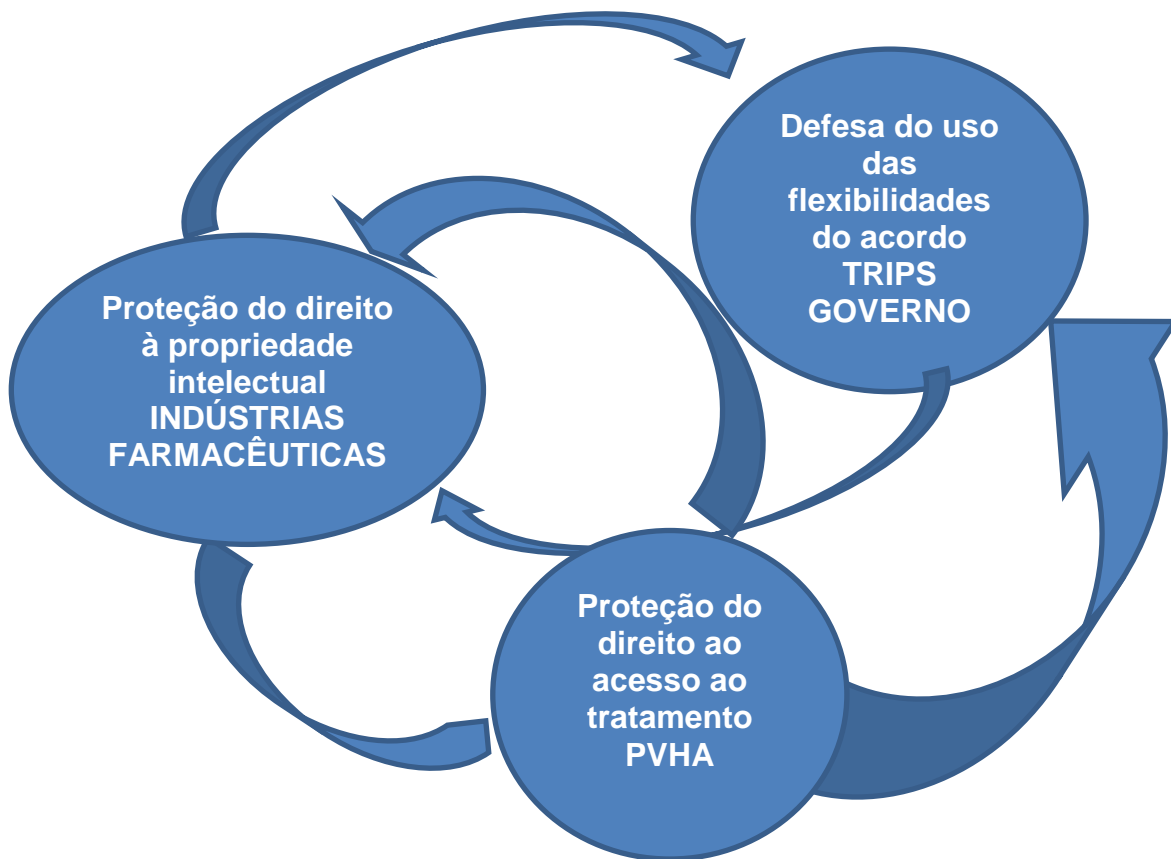 Defesa do uso
das
flexibilidades
do acordo
TRIPS
GOVERNO
Proteção do direito
à propriedade
intelectual
INDÚSTRIAS
FARMACÊUTICAS
Proteção do
direito ao
acesso ao
tratamento
PVHA